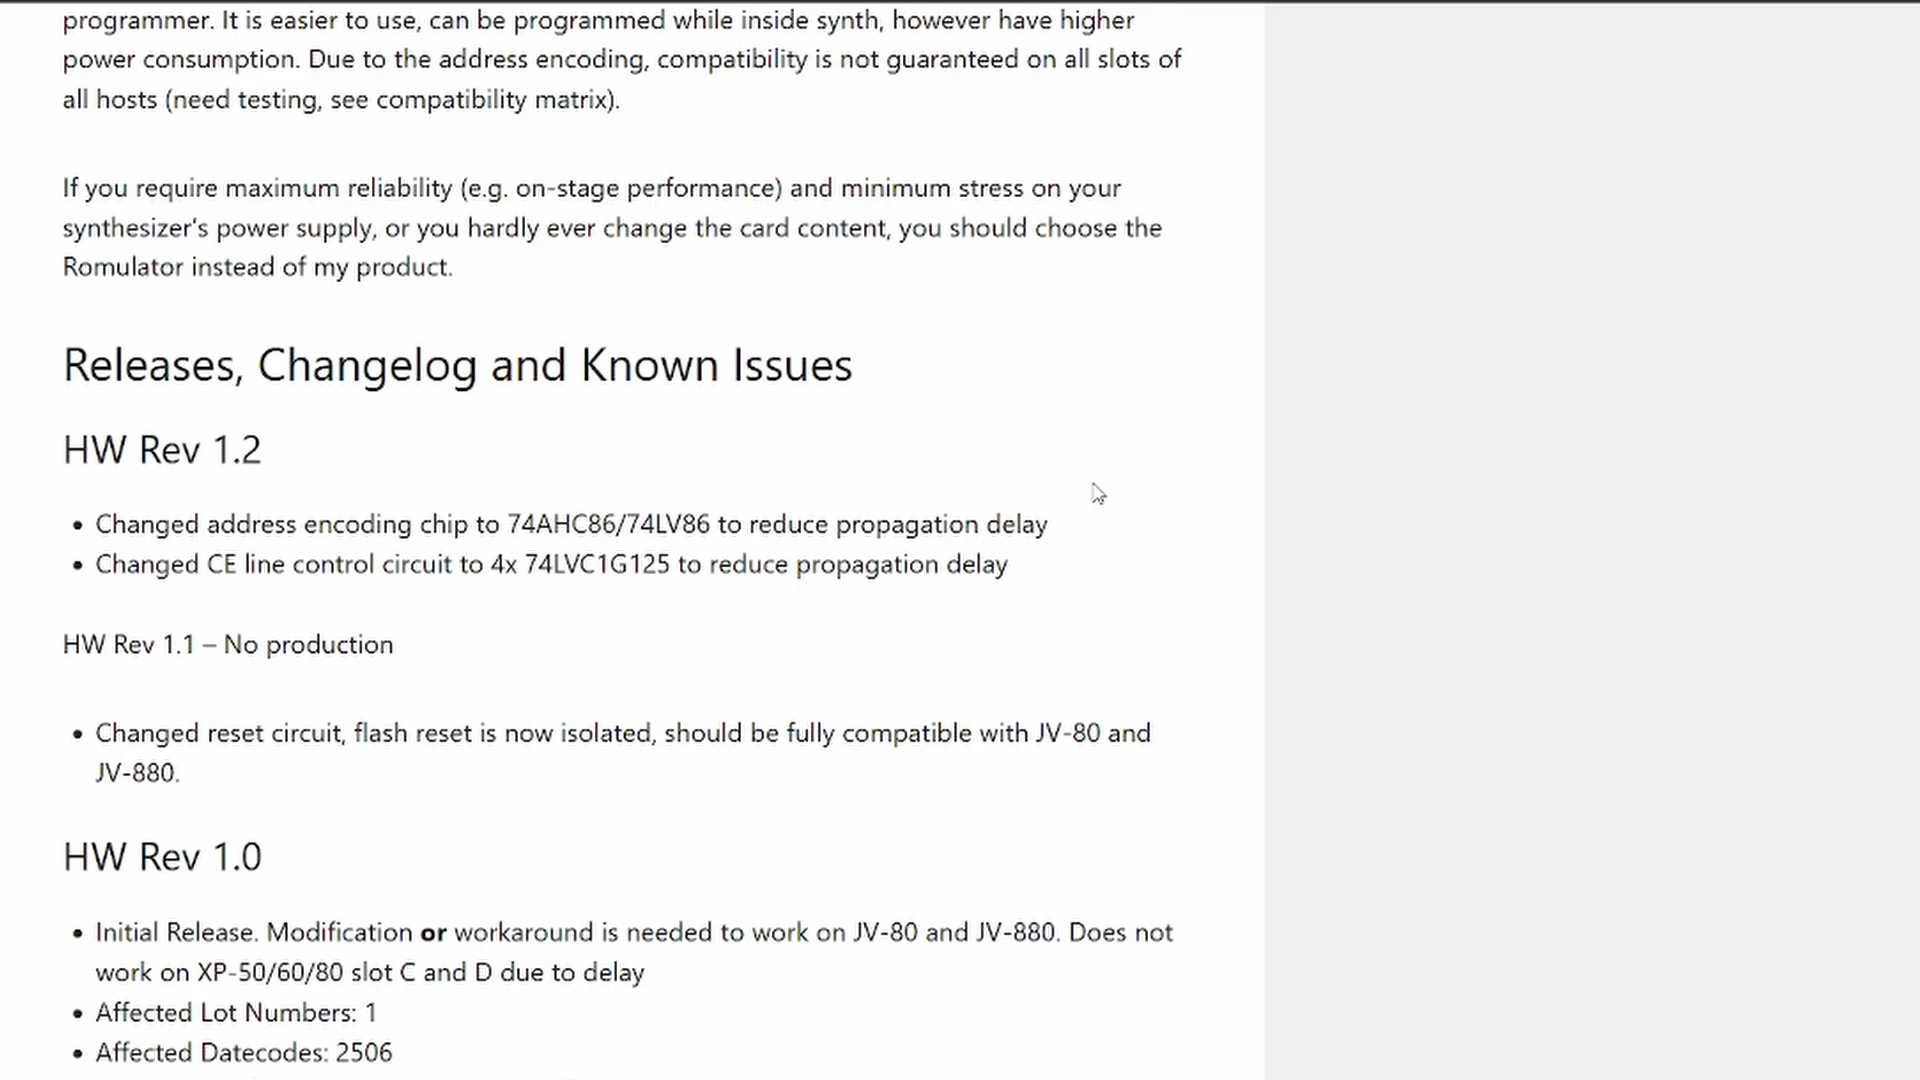 programmer. It is easier to use, can be programmed while inside synth, however have higher
power consumption. Due to the address encoding, compatibility is not guaranteed on all slots of
all hosts (need testing, see compatibility matrix).
If you require maximum reliability (e.g. on-stage performance) and minimum stress on your
synthesizer's power supply, or you hardly ever change the card content, you should choose the
Romulator instead of my product.
Releases, Changelog and Known Issues
HW Rev 1.2
• Changed address encoding chip to 74AHC86/74LV86 to reduce propagation delay
• Changed CE line control circuit to 4x 74LVC1G125 to reduce propagation delay
HW Rev 1.1 – No production
• Changed reset circuit, flash reset is now isolated, should be fully compatible with JV-80 and
JV-880.
HW Rev 1.0
• Initial Release. Modification or workaround is needed to work on JV-80 and JV-880. Does not
work on XP-50/60/80 slot C and D due to delay
• Affected Lot Numbers: 1
• Affected Datecodes: 2506